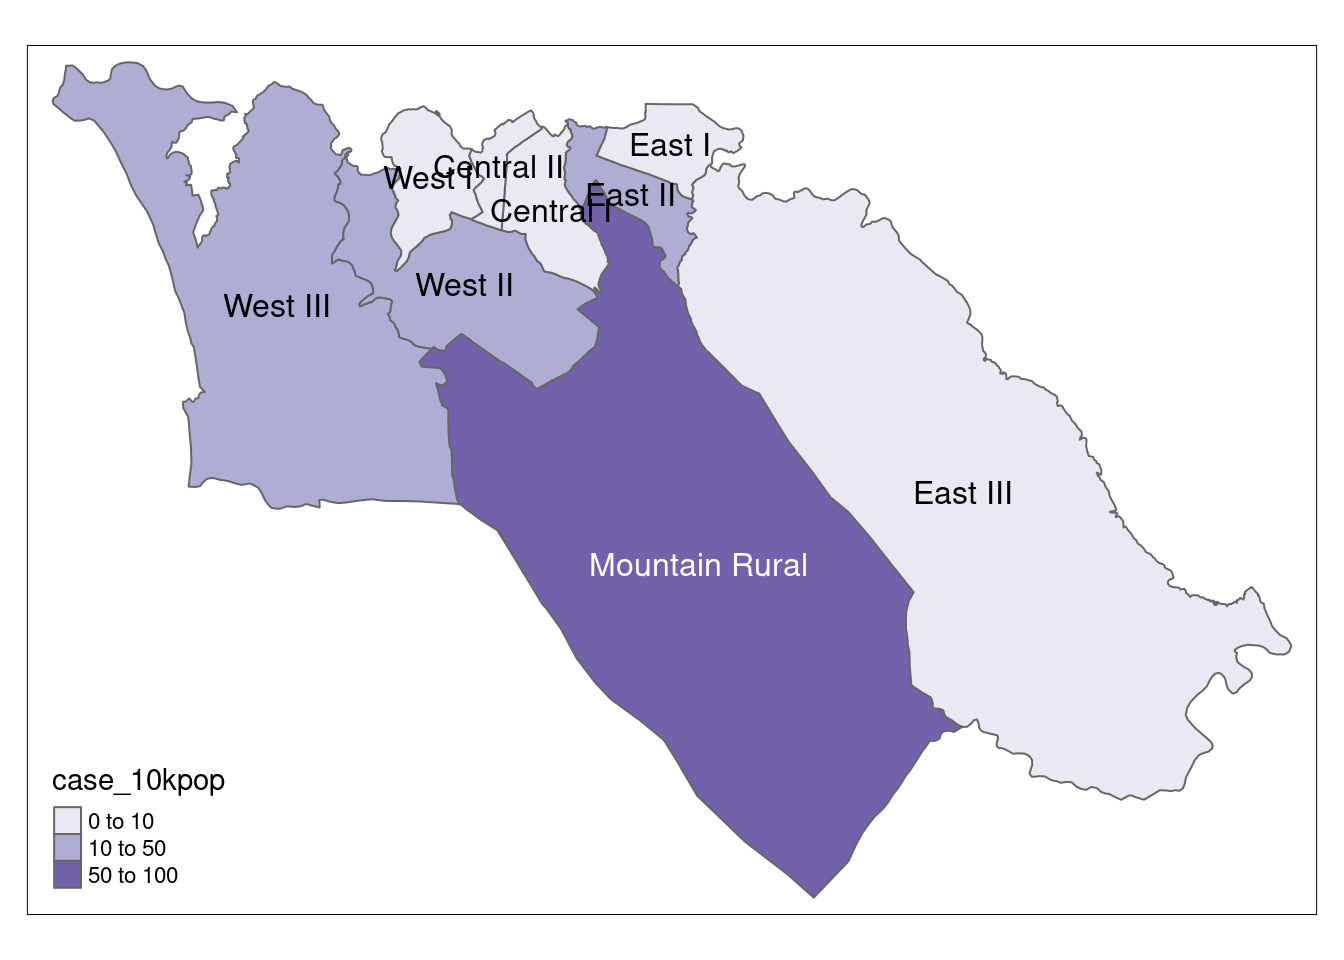 East I
Central II
West I
East II
Central I
West II
West III
East III
Mountain Rural
case_10kpop
0 to 10
10 to 50
50 to 100